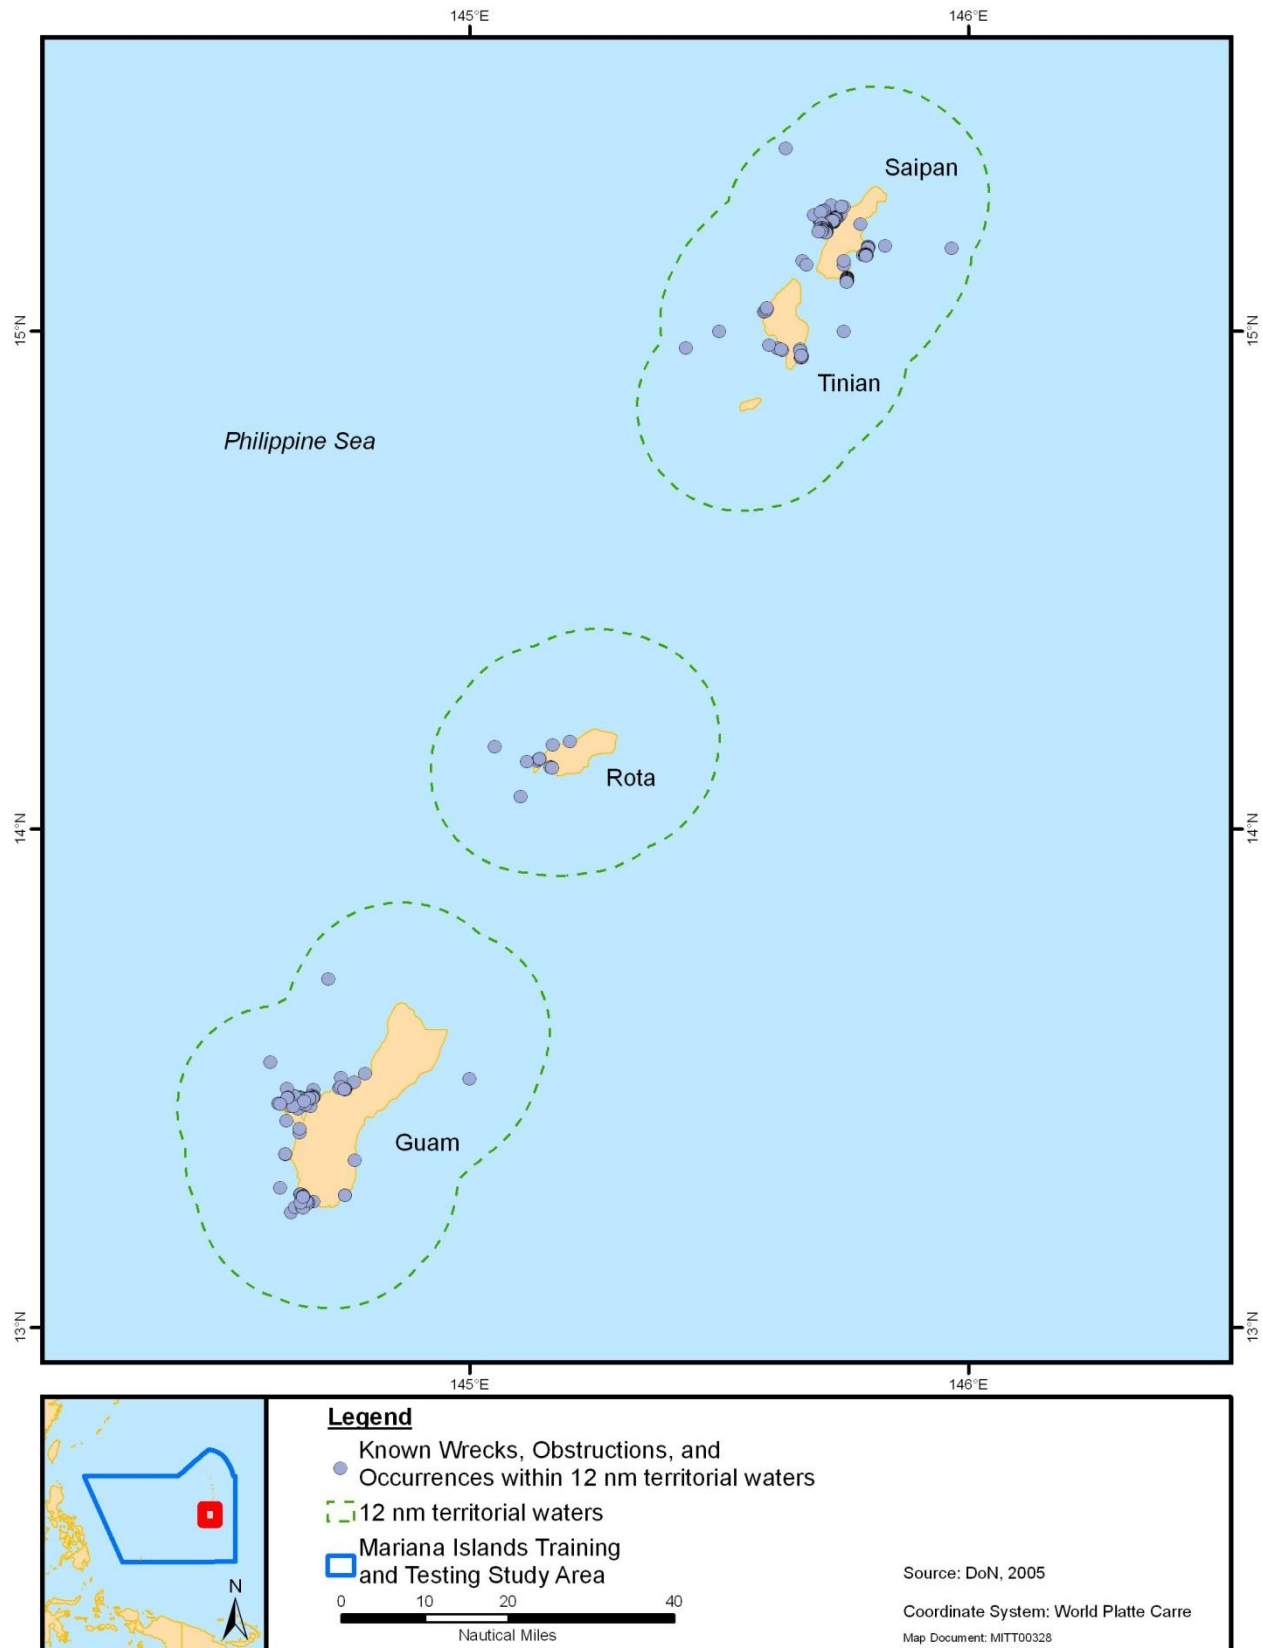 145°E
146°E
Saipan
15°N
15°N
Tinian
Philippine Sea
Rota
14°N
14°N
Guam
13°N
13°N
145°E
146°E
Legend
Known Wrecks, Obstructions, and
Occurrences within 12 nm territorial waters
12 nm territorial waters
Mariana Islands Training
and Testing Study Area
N
0
10
20
40
Nautical Miles
Source: DoN, 2005
Coordinate System: World Platte Carre
Map Document: MITT00328